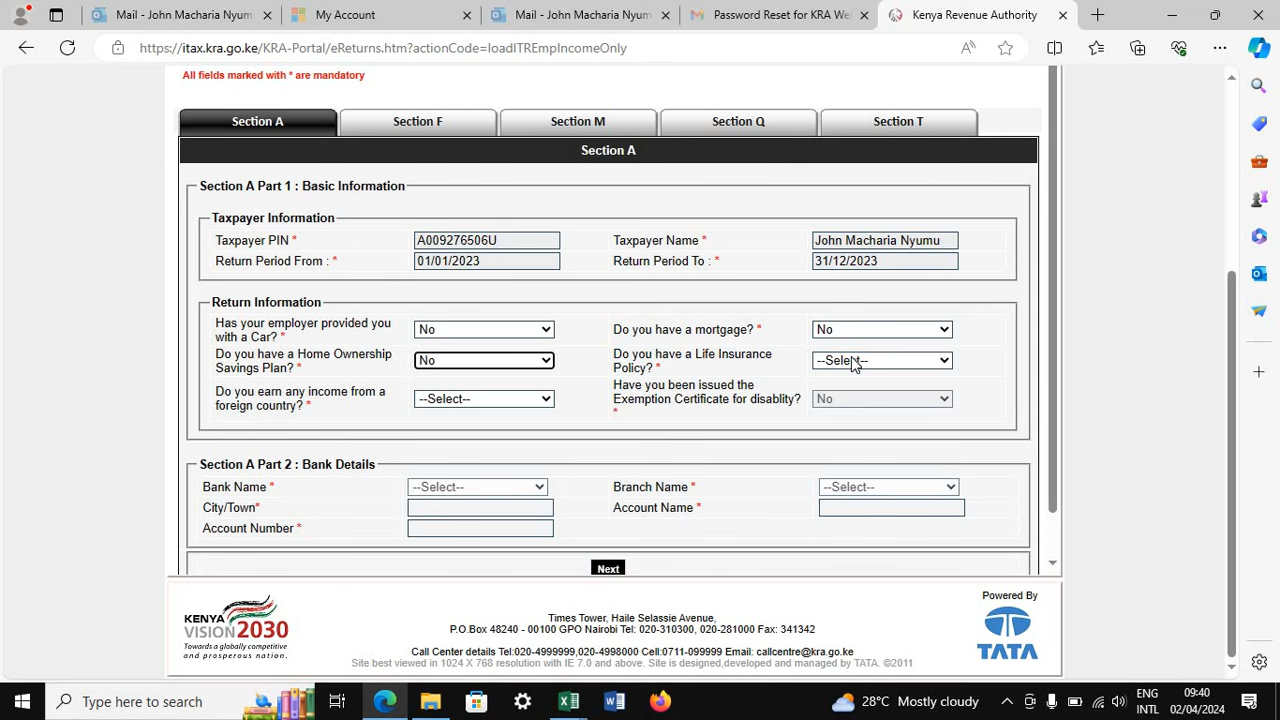 Mail - John Macharia Nyumu
My Account
Mail - John Macharia Nyum
Password Reset for KRA We
Kenya Revenue Authority
https://itax.kra.go.ke/KRA-Portal/eReturns.htm?actionCode=loadITREmpIncomeOnly
All fields marked with * are mandatory
Section A
Section F
Section M
Section Q
Section T
Section A
Section A Part 1 : Basic Information
Taxpayer Information
Taxpayer PIN * A009276506U Taxpayer Name * John Macharia Nyumu
Return Period From : * 01/01/2023 Return Period To : * 31/12/2023
Return Information
Has your employer provided you
with a Car? * No
Do you have a mortgage? * No
Do you have a Home Ownership
Savings Plan? * No
Do you have a Life Insurance
Policy? * --Select--
Do you earn any income from a
foreign country? * --Select--
Have you been issued the
Exemption Certificate for disablity?
* No
Section A Part 2 : Bank Details
Bank Name * --Select-- Branch Name * --Select--
City/Town* Account Name *
Account Number *
Next
KENYA
VISION 2030
Towards a globally competitive
and prosperous nation.
Times Tower, Haile Selassie Avenue,
P.O.Box 48240 - 00100 GPO Nairobi Tel: 020-310300, 020-281000 Fax: 341342
Call Center details Tel:020-4999999,020-4998000 Cell:0711-099999 Email: callcentre@kra.go.ke
Site best viewed in 1024 X 768 resolution with IE 7.0 and above. Site is designed,developed and managed by TATA. ©2011
Powered By
TATA
Type here to search
28°C Mostly cloudy
ENG
INTL
09:40
02/04/2024